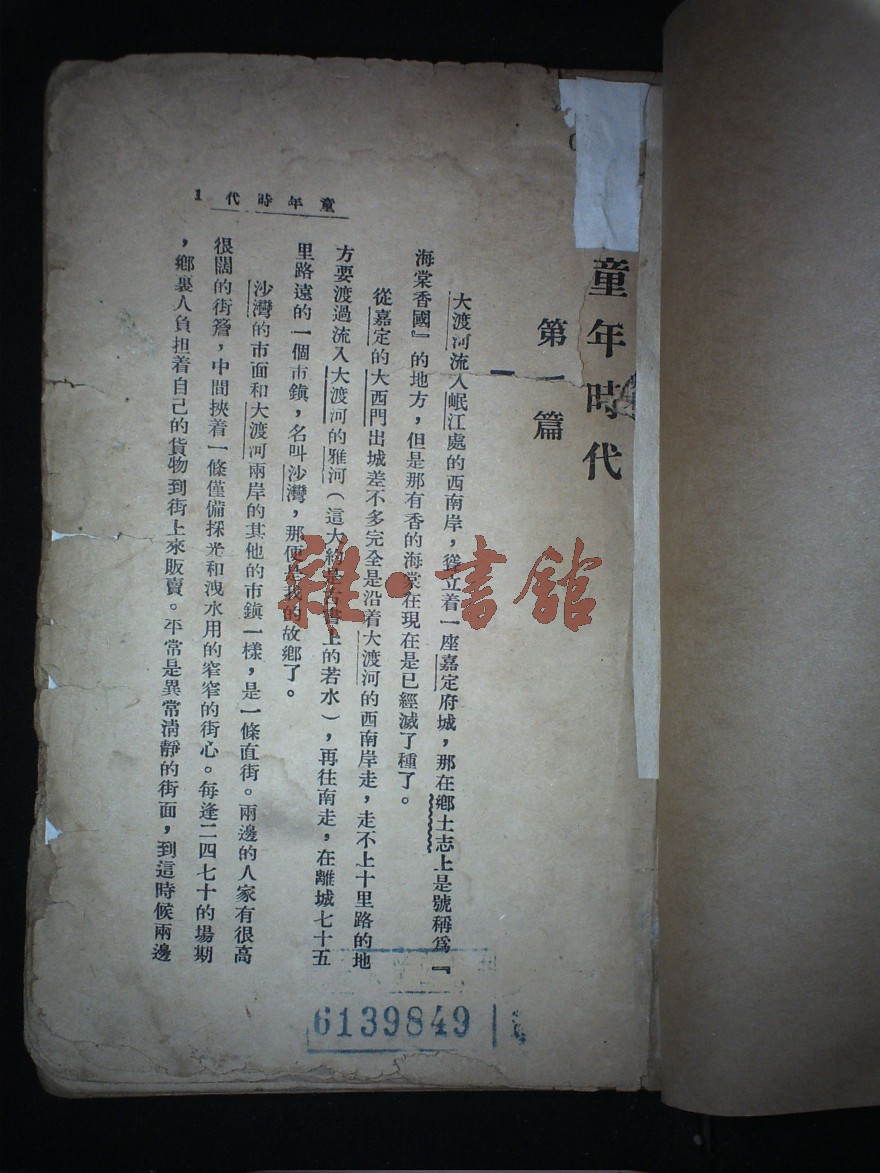 童年時代
第一篇
一
大渡河流入岷江處的西南岸，聳立着一座嘉定府城，那在鄉土志上是號稱為『
海棠香國』的地方，但是那有香的海棠在現在是已經滅了種了。
從嘉定的大西門出城差不多完全是沿着大渡河的西南岸走，走不上十里路的地
方要渡過流入大渡河的雅河（這大約是古書上的若水），再往南走，在離城七十五
里路遠的一個市鎮，名叫沙灣，那便是我的故鄉了。
沙灣的市面和大渡河兩岸的其他的市鎮一樣，是一條直街。兩邊的人家有很高
很闊的街簷，中間挾着一條僅備採光和洩水用的窄窄的街心。每逢二四七十的場期
，鄉裏人負担着自己的貨物到街上來販賣。平常是異常清靜的街面，到這時候兩邊
童年時代 1
雜·書館
6139849